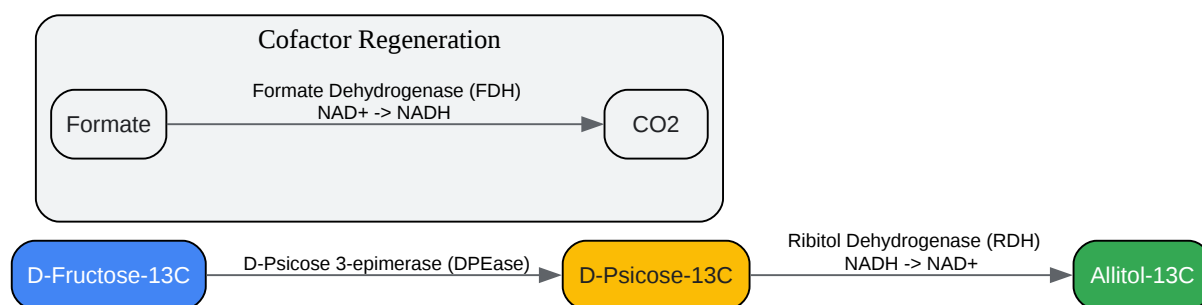 Cofactor Regeneration
Formate
Formate Dehydrogenase (FDH)
NAD+ -> NADH
CO2
D-Fructose-13C
D-Psicose 3-epimerase (DPEase)
D-Psicose-13C
Ribitol Dehydrogenase (RDH)
NADH -> NAD+
Allitol-13C